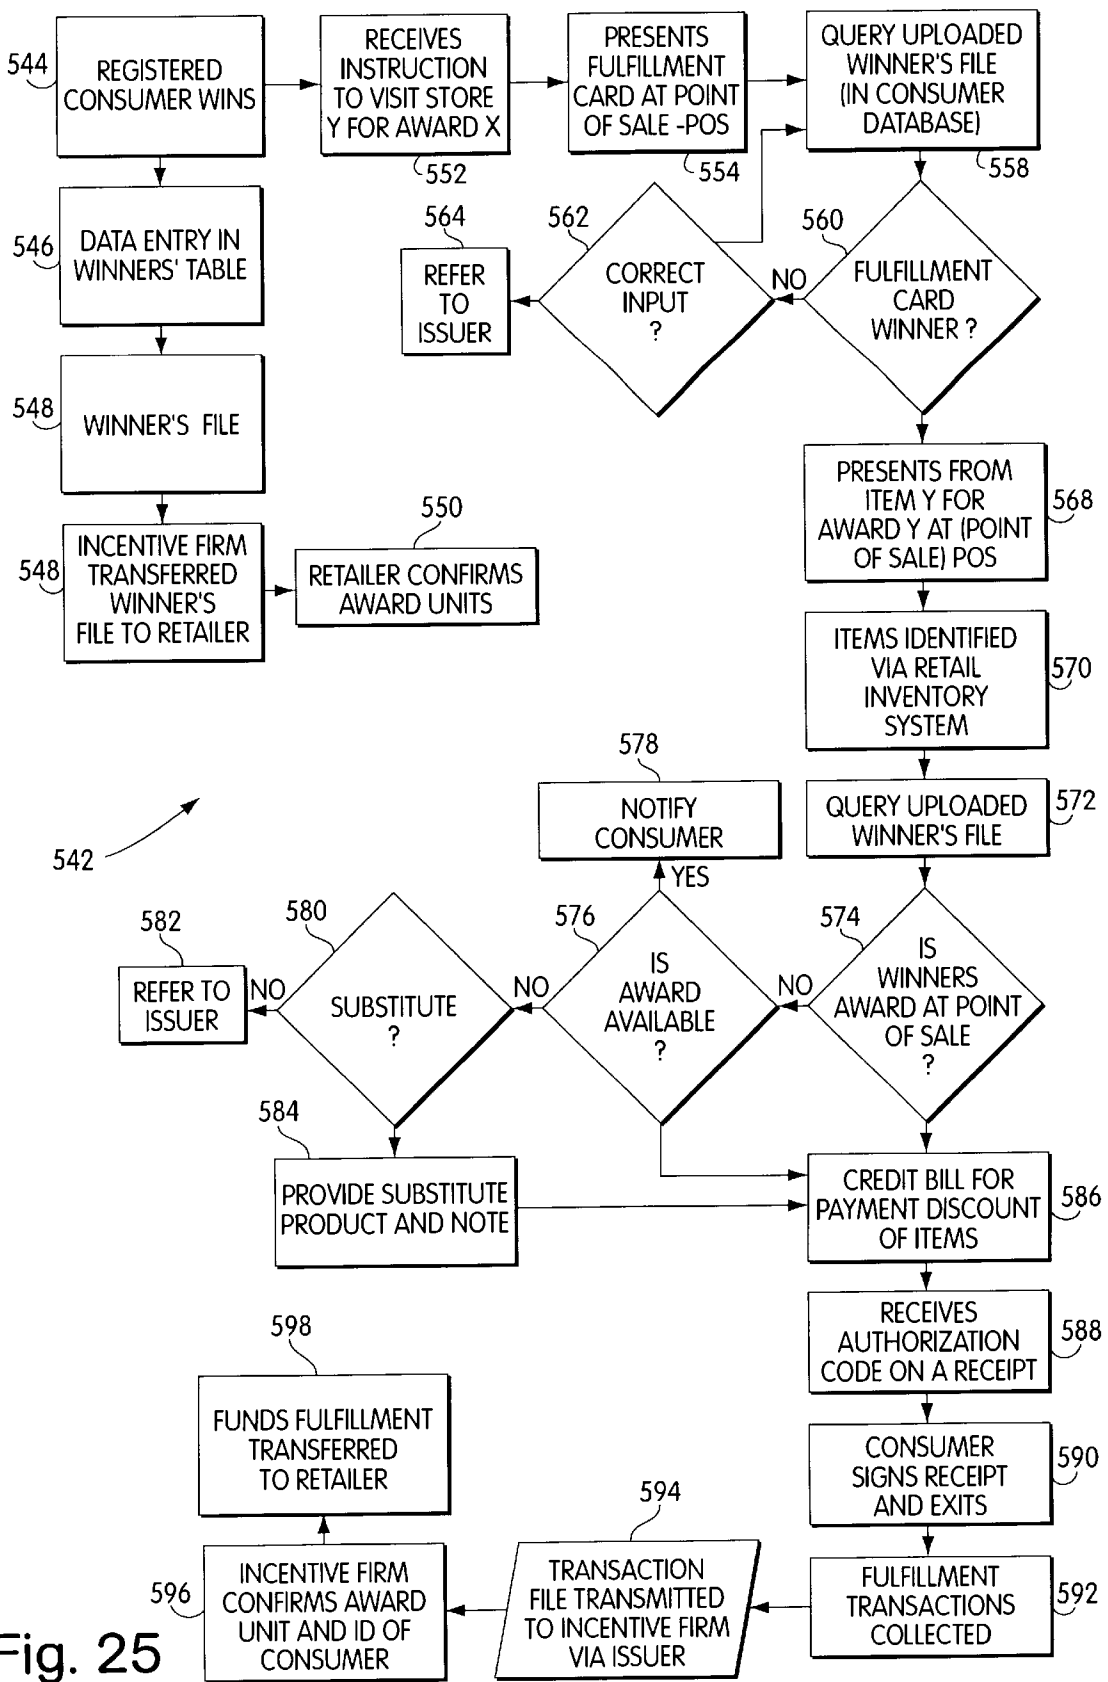 544
REGISTERED
CONSUMER WINS
RECEIVES
INSTRUCTION
TO VISIT STORE
Y FOR AWARD X
552
PRESENTS
FULFILLMENT
CARD AT POINT
OF SALE -POS
554
QUERY UPLOADED
WINNER'S FILE
(IN CONSUMER
DATABASE)
558
546
DATA ENTRY IN
WINNERS' TABLE
564
REFER
TO
ISSUER
562
CORRECT
INPUT
?
NO
560
FULFILLMENT
CARD
WINNER ?
548
WINNER'S FILE
548
INCENTIVE FIRM
TRANSFERRED
WINNER'S
FILE TO RETAILER
550
RETAILER CONFIRMS
AWARD UNITS
PRESENTS FROM
ITEM Y FOR
AWARD Y AT (POINT
OF SALE) POS
568
ITEMS IDENTIFIED
VIA RETAIL
INVENTORY
SYSTEM
570
578
NOTIFY
CONSUMER
QUERY UPLOADED
WINNER'S FILE
572
542
YES
582
REFER TO
ISSUER
NO
580
SUBSTITUTE
?
NO
576
IS
AWARD
AVAILABLE
?
NO
574
IS
WINNERS
AWARD AT POINT
OF SALE
?
584
PROVIDE SUBSTITUTE
PRODUCT AND NOTE
CREDIT BILL FOR
PAYMENT DISCOUNT
OF ITEMS
586
RECEIVES
AUTHORIZATION
CODE ON A RECEIPT
588
598
FUNDS FULFILLMENT
TRANSFERRED
TO RETAILER
CONSUMER
SIGNS RECEIPT
AND EXITS
590
596
INCENTIVE FIRM
CONFIRMS AWARD
UNIT AND ID OF
CONSUMER
594
TRANSACTION
FILE TRANSMITTED
TO INCENTIVE FIRM
VIA ISSUER
FULFILLMENT
TRANSACTIONS
COLLECTED
592
Fig. 25